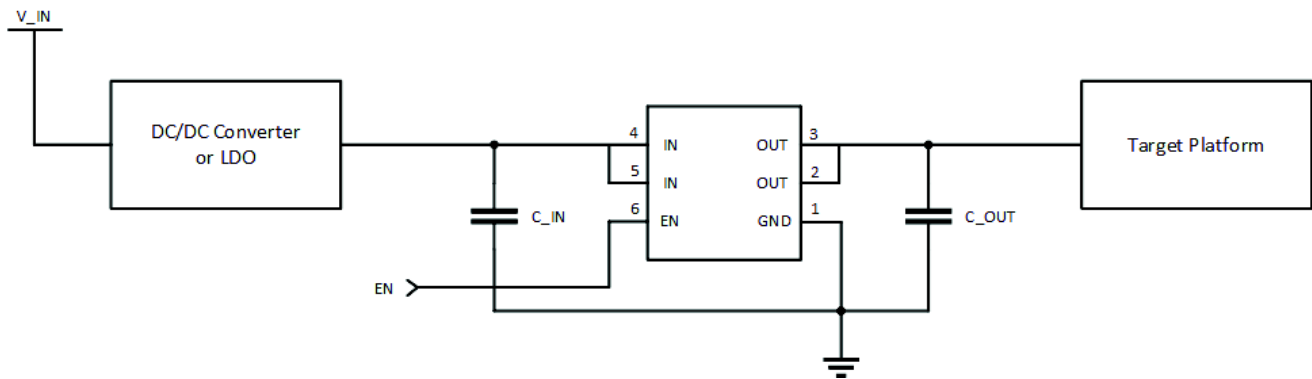 V_IN
DC/DC Converter
or LDO
4
IN
OUT
3
5
IN
OUT
2
6
EN
GND
1
C_IN
C_OUT
EN
Target Platform